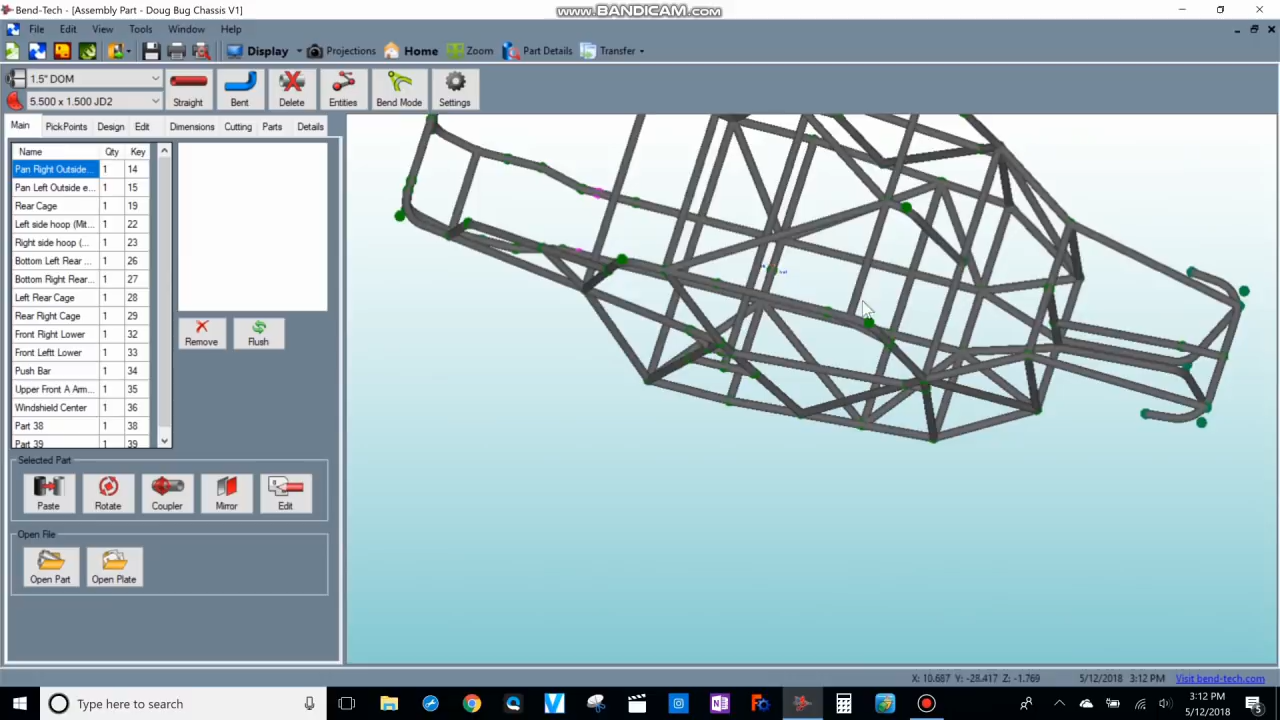 Bend-Tech - [Assembly Part - Doug Bug Chassis V1]
www.BANDICAM.com
File Edit View Tools Window Help
Display Projections Home Zoom Part Details Transfer
1.5" DOM
5.500 x 1.500 JD2
Straight Bent Delete Entities Bend Mode Settings
Main PickPoints Design Edit Dimensions Cutting Parts Details
Name Qty Key
Pan Right Outside... 1 14
Pan Left Outside e... 1 15
Rear Cage 1 19
Left side hoop (Mit... 1 22
Right side hoop (... 1 23
Bottom Left Rear ... 1 26
Bottom Right Rear... 1 27
Left Rear Cage 1 28
Rear Right Cage 1 29
Front Right Lower 1 32
Front Leftt Lower 1 33
Push Bar 1 34
Upper Front A Arm... 1 35
Windshield Center 1 36
Part 38 1 38
Part 39 1 39
Remove Flush
Selected Part
Paste Rotate Coupler Mirror Edit
Open File
Open Part Open Plate
X: 10.687 Y: -28.417 Z: -1.769 5/12/2018 3:12 PM Visit bend-tech.com
Type here to search
3:12 PM
5/12/2018